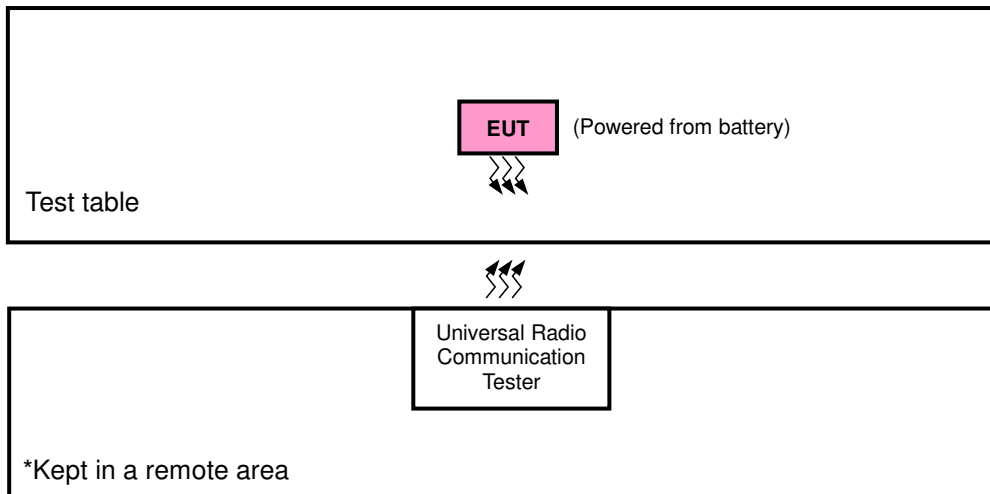 EUT
(Powered from battery)
Test table
Universal Radio
Communication
Tester
*Kept in a remote area